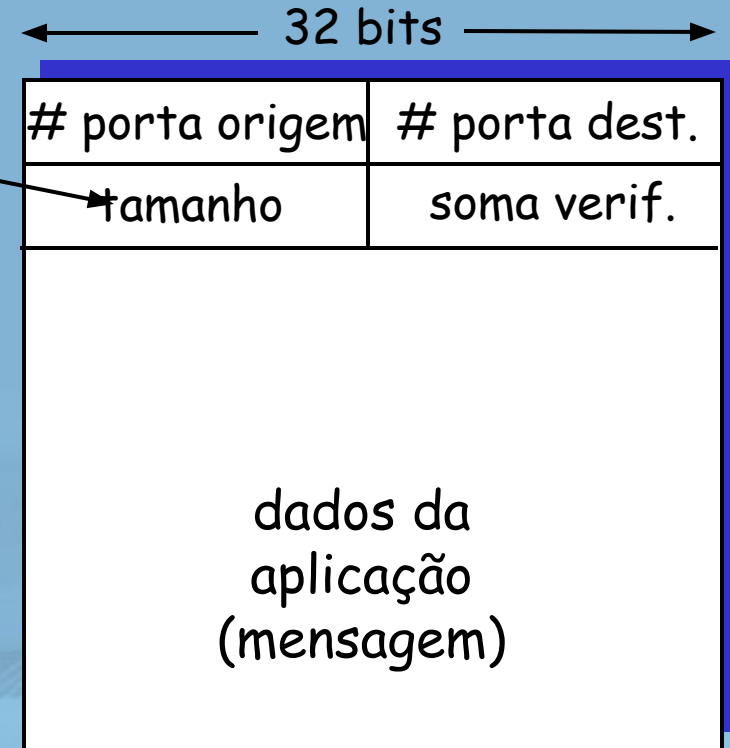 32 bits
# porta origem
# porta dest.
tamanho
soma verif.
dados da
aplicação
(mensagem)